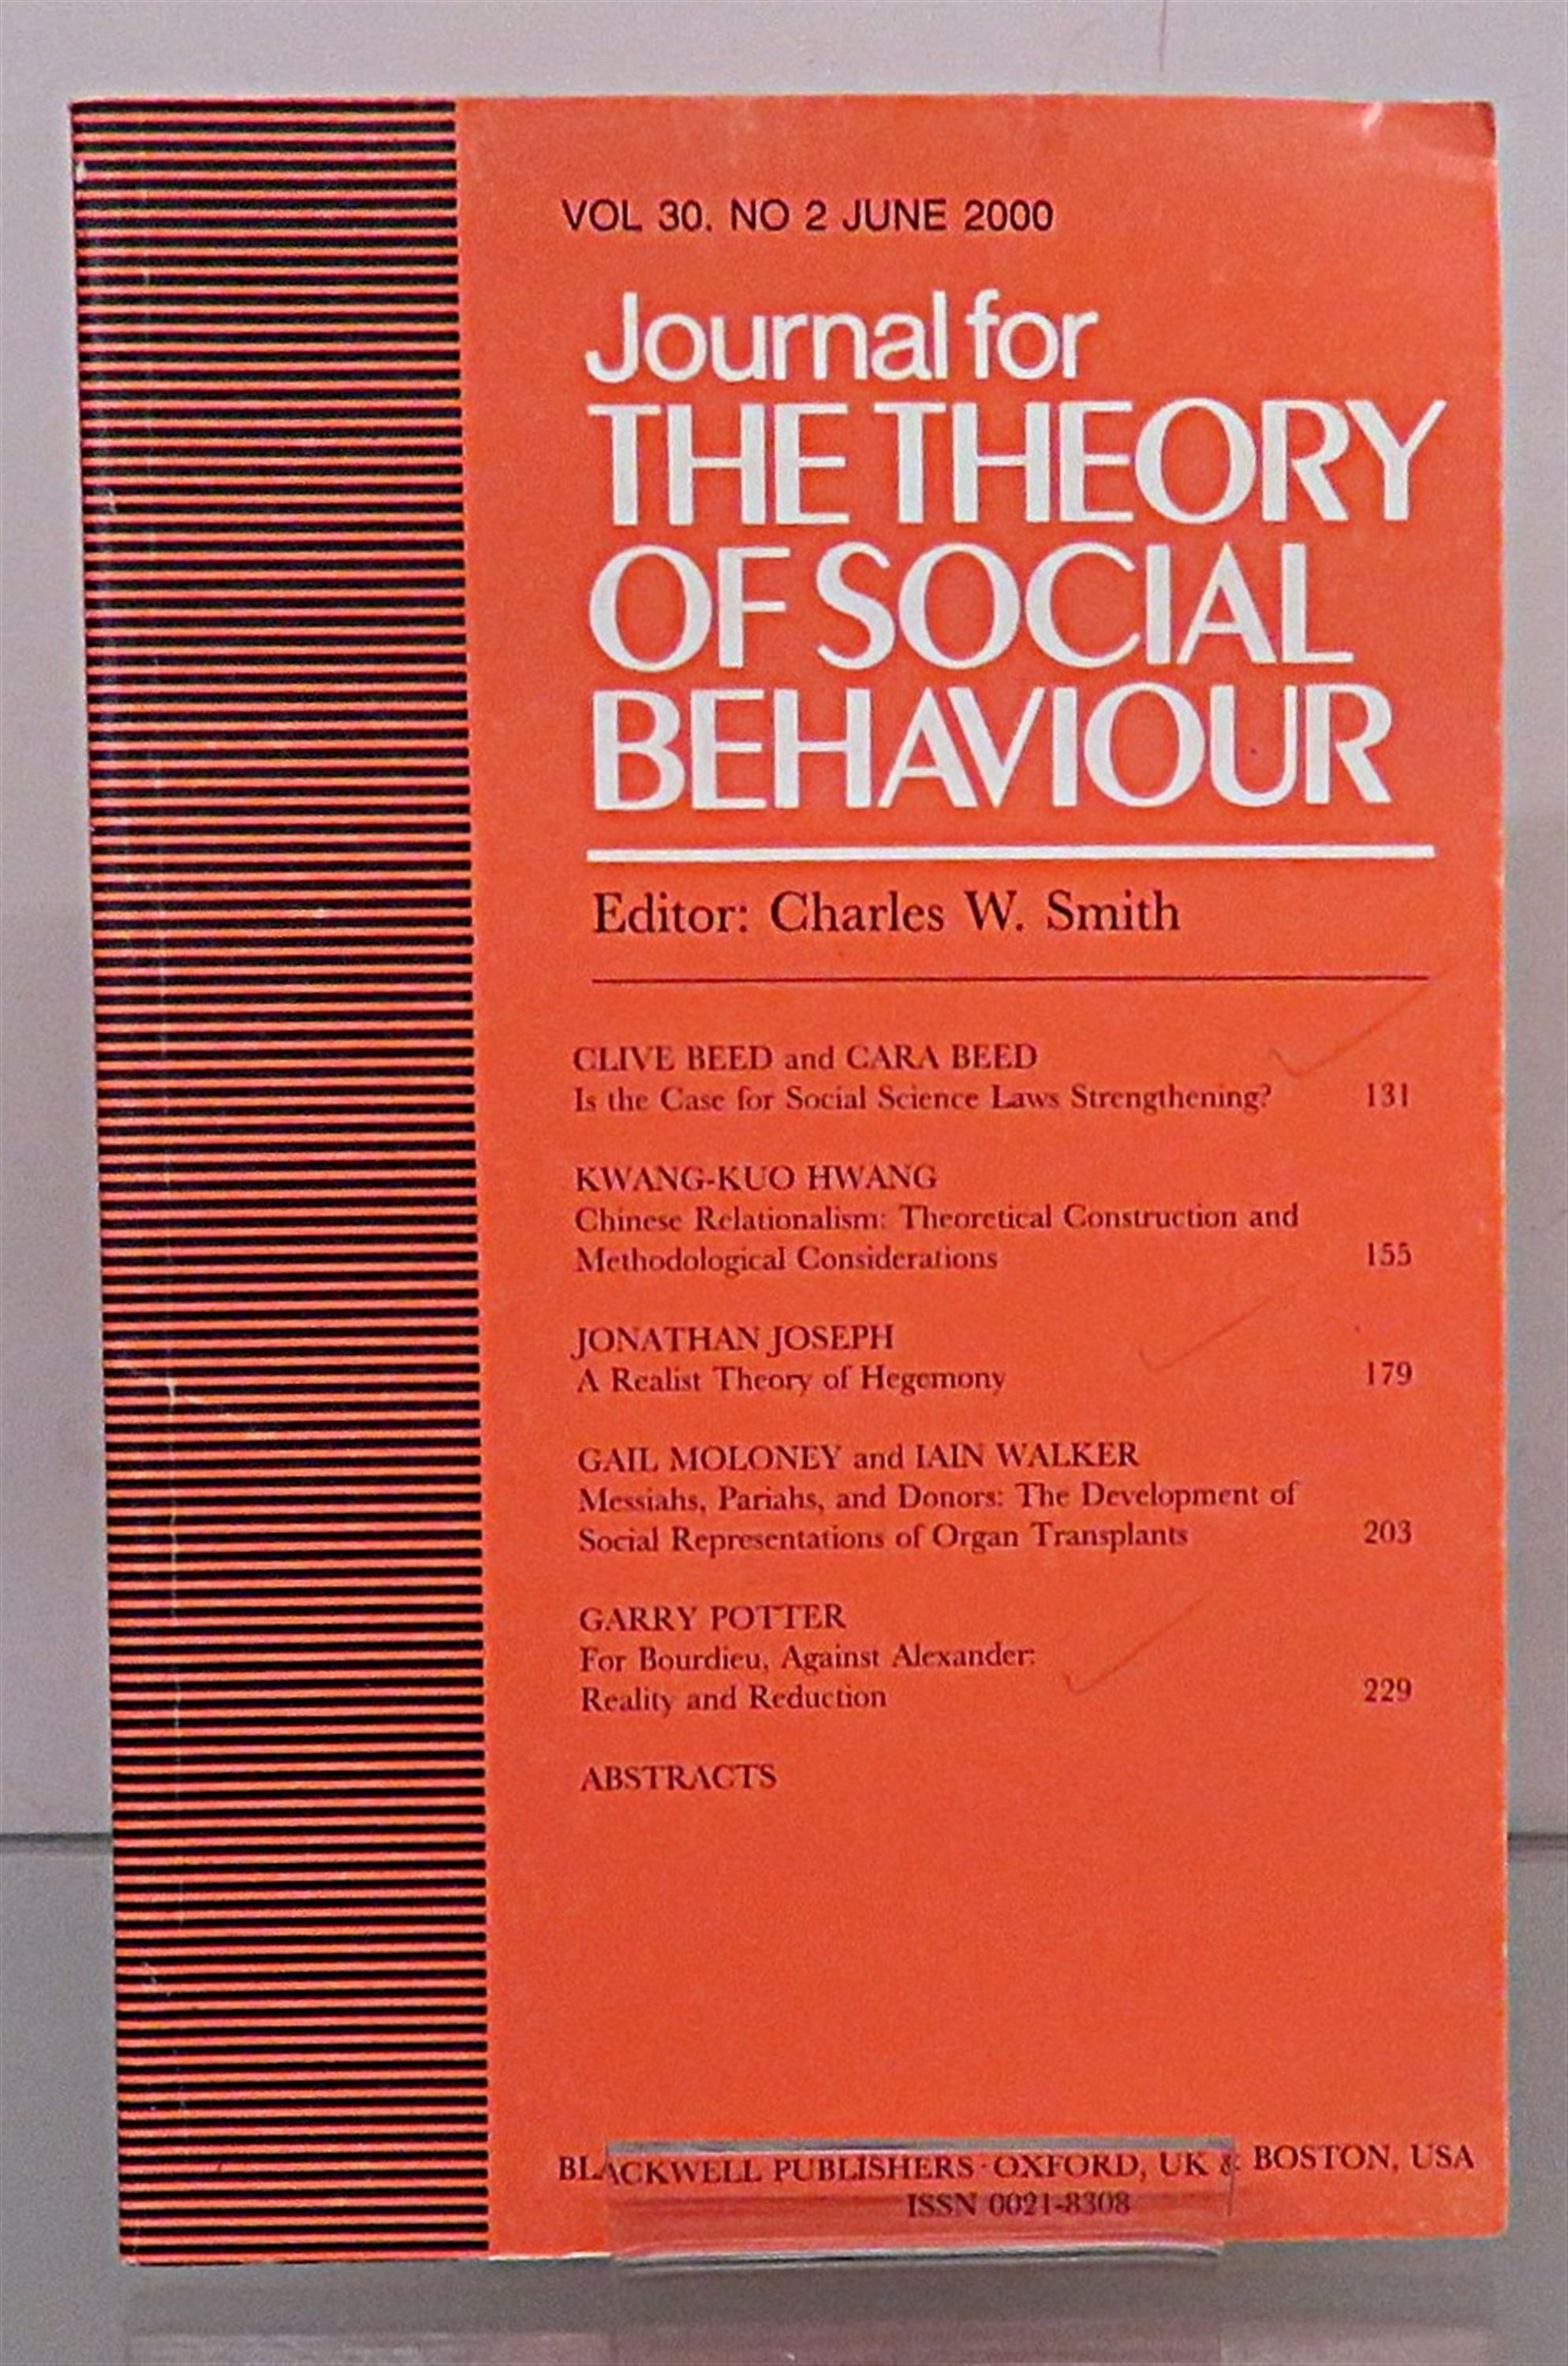 VOL 30. NO 2 JUNE 2000
Journal for
THE THEORY
OF SOCIAL
BEHAVIOUR
Editor: Charles W. Smith
CLIVE BEED and CARA BEED
Is the Case for Social Science Laws Strengthening? 131
KWANG-KUO HWANG
Chinese Relationalism: Theoretical Construction and
Methodological Considerations 155
JONATHAN JOSEPH
A Realist Theory of Hegemony 179
GAIL MOLONEY and IAIN WALKER
Messiahs, Pariahs, and Donors: The Development of
Social Representations of Organ Transplants 203
GARRY POTTER
For Bourdieu, Against Alexander:
Reality and Reduction 229
ABSTRACTS
BLACKWELL PUBLISHERS · OXFORD, UK & BOSTON, USA
ISSN 0021-8308